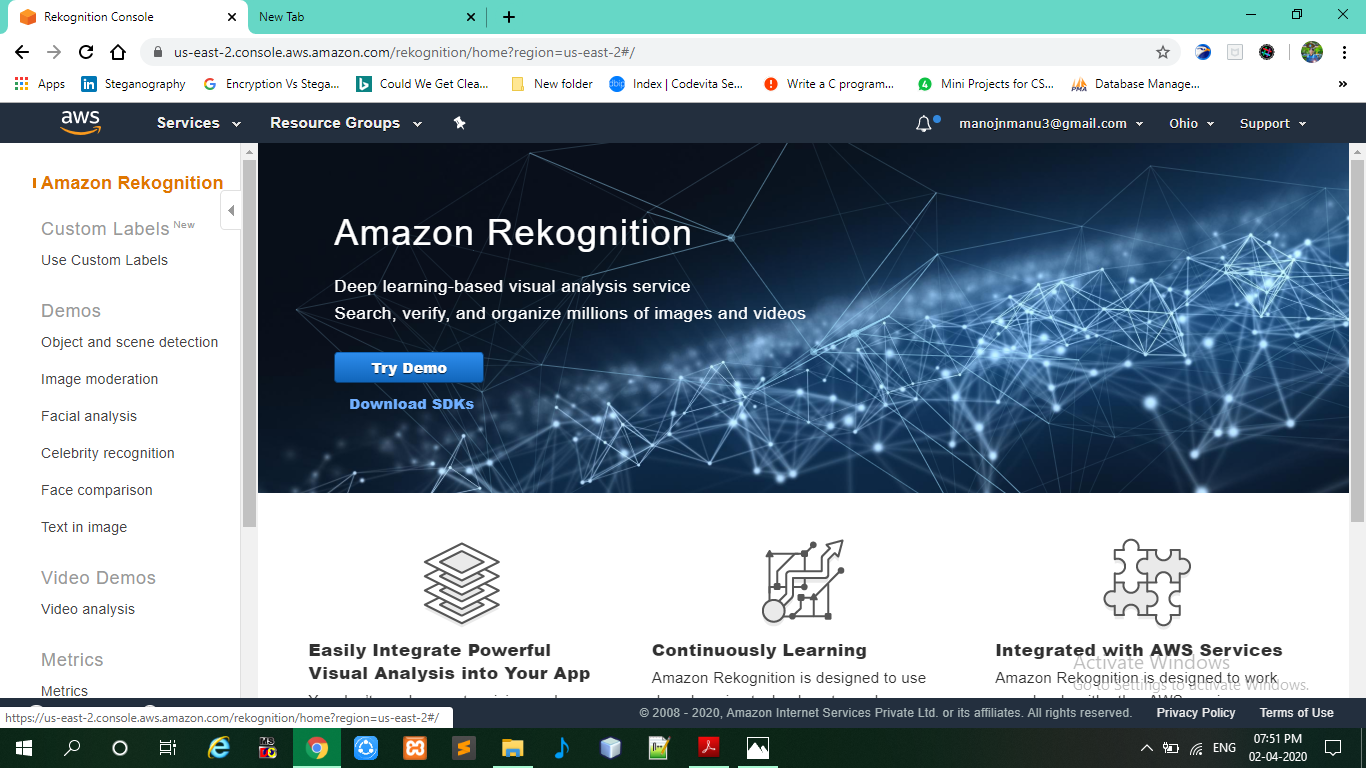 Rekognition Console
New Tab
us-east-2.console.aws.amazon.com/rekognition/home?region=us-east-2#/
Apps
Steganography
Encryption Vs Stega...
Could We Get Clea...
New folder
Index | Codevita Se...
Write a C program...
Mini Projects for CS...
Database Manage...
aws
Services
Resource Groups
manojnmanu3@gmail.com
Ohio
Support
Amazon Rekognition
Custom Labels New
Use Custom Labels
Demos
Object and scene detection
Image moderation
Facial analysis
Celebrity recognition
Face comparison
Text in image
Video Demos
Video analysis
Metrics
Metrics
Amazon Rekognition
Deep learning-based visual analysis service
Search, verify, and organize millions of images and videos
Try Demo
Download SDKs
Easily Integrate Powerful
Visual Analysis into Your App
Continuously Learning
Amazon Rekognition is designed to use
Integrated with AWS Services
Amazon Rekognition is designed to work
Activate Windows
Go to Settings to activate Windows.
© 2008 - 2020, Amazon Internet Services Private Ltd. or its affiliates. All rights reserved.
Privacy Policy
Terms of Use
https://us-east-2.console.aws.amazon.com/rekognition/home?region=us-east-2#/
ENG
07:51 PM
02-04-2020